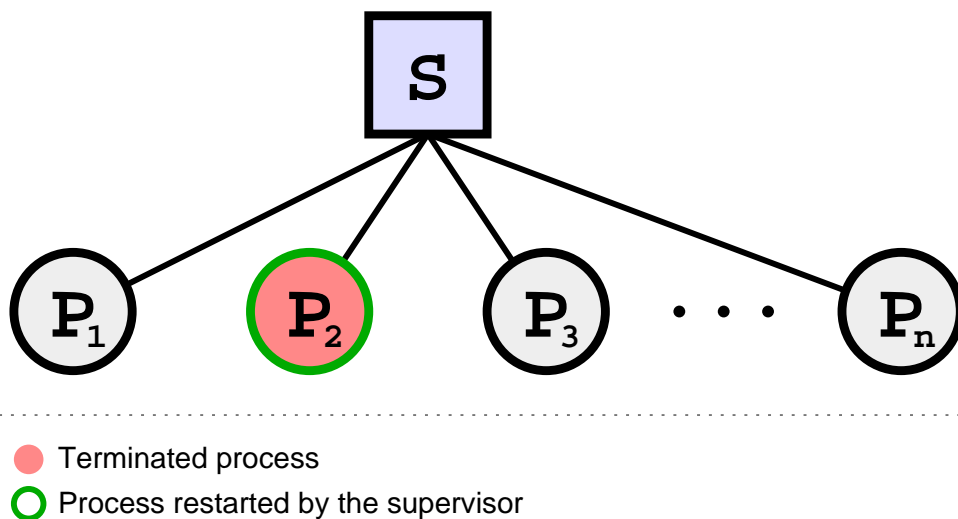 S
P1 P2 P3 . . . Pn
Terminated process
Process restarted by the supervisor